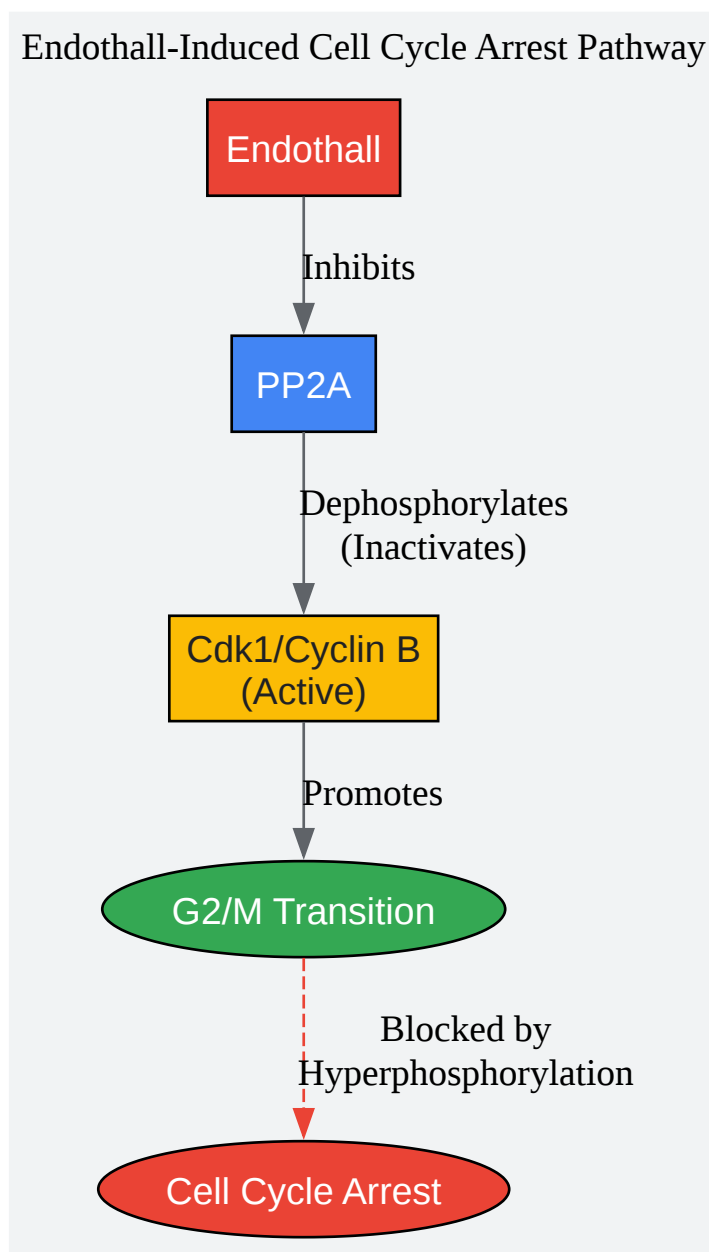 Endothall-Induced Cell Cycle Arrest Pathway
Endothall
Inhibits
PP2A
Dephosphorylates
(Inactivates)
Cdk1/Cyclin B
(Active)
Promotes
G2/M Transition
Blocked by
Hyperphosphorylation
Cell Cycle Arrest